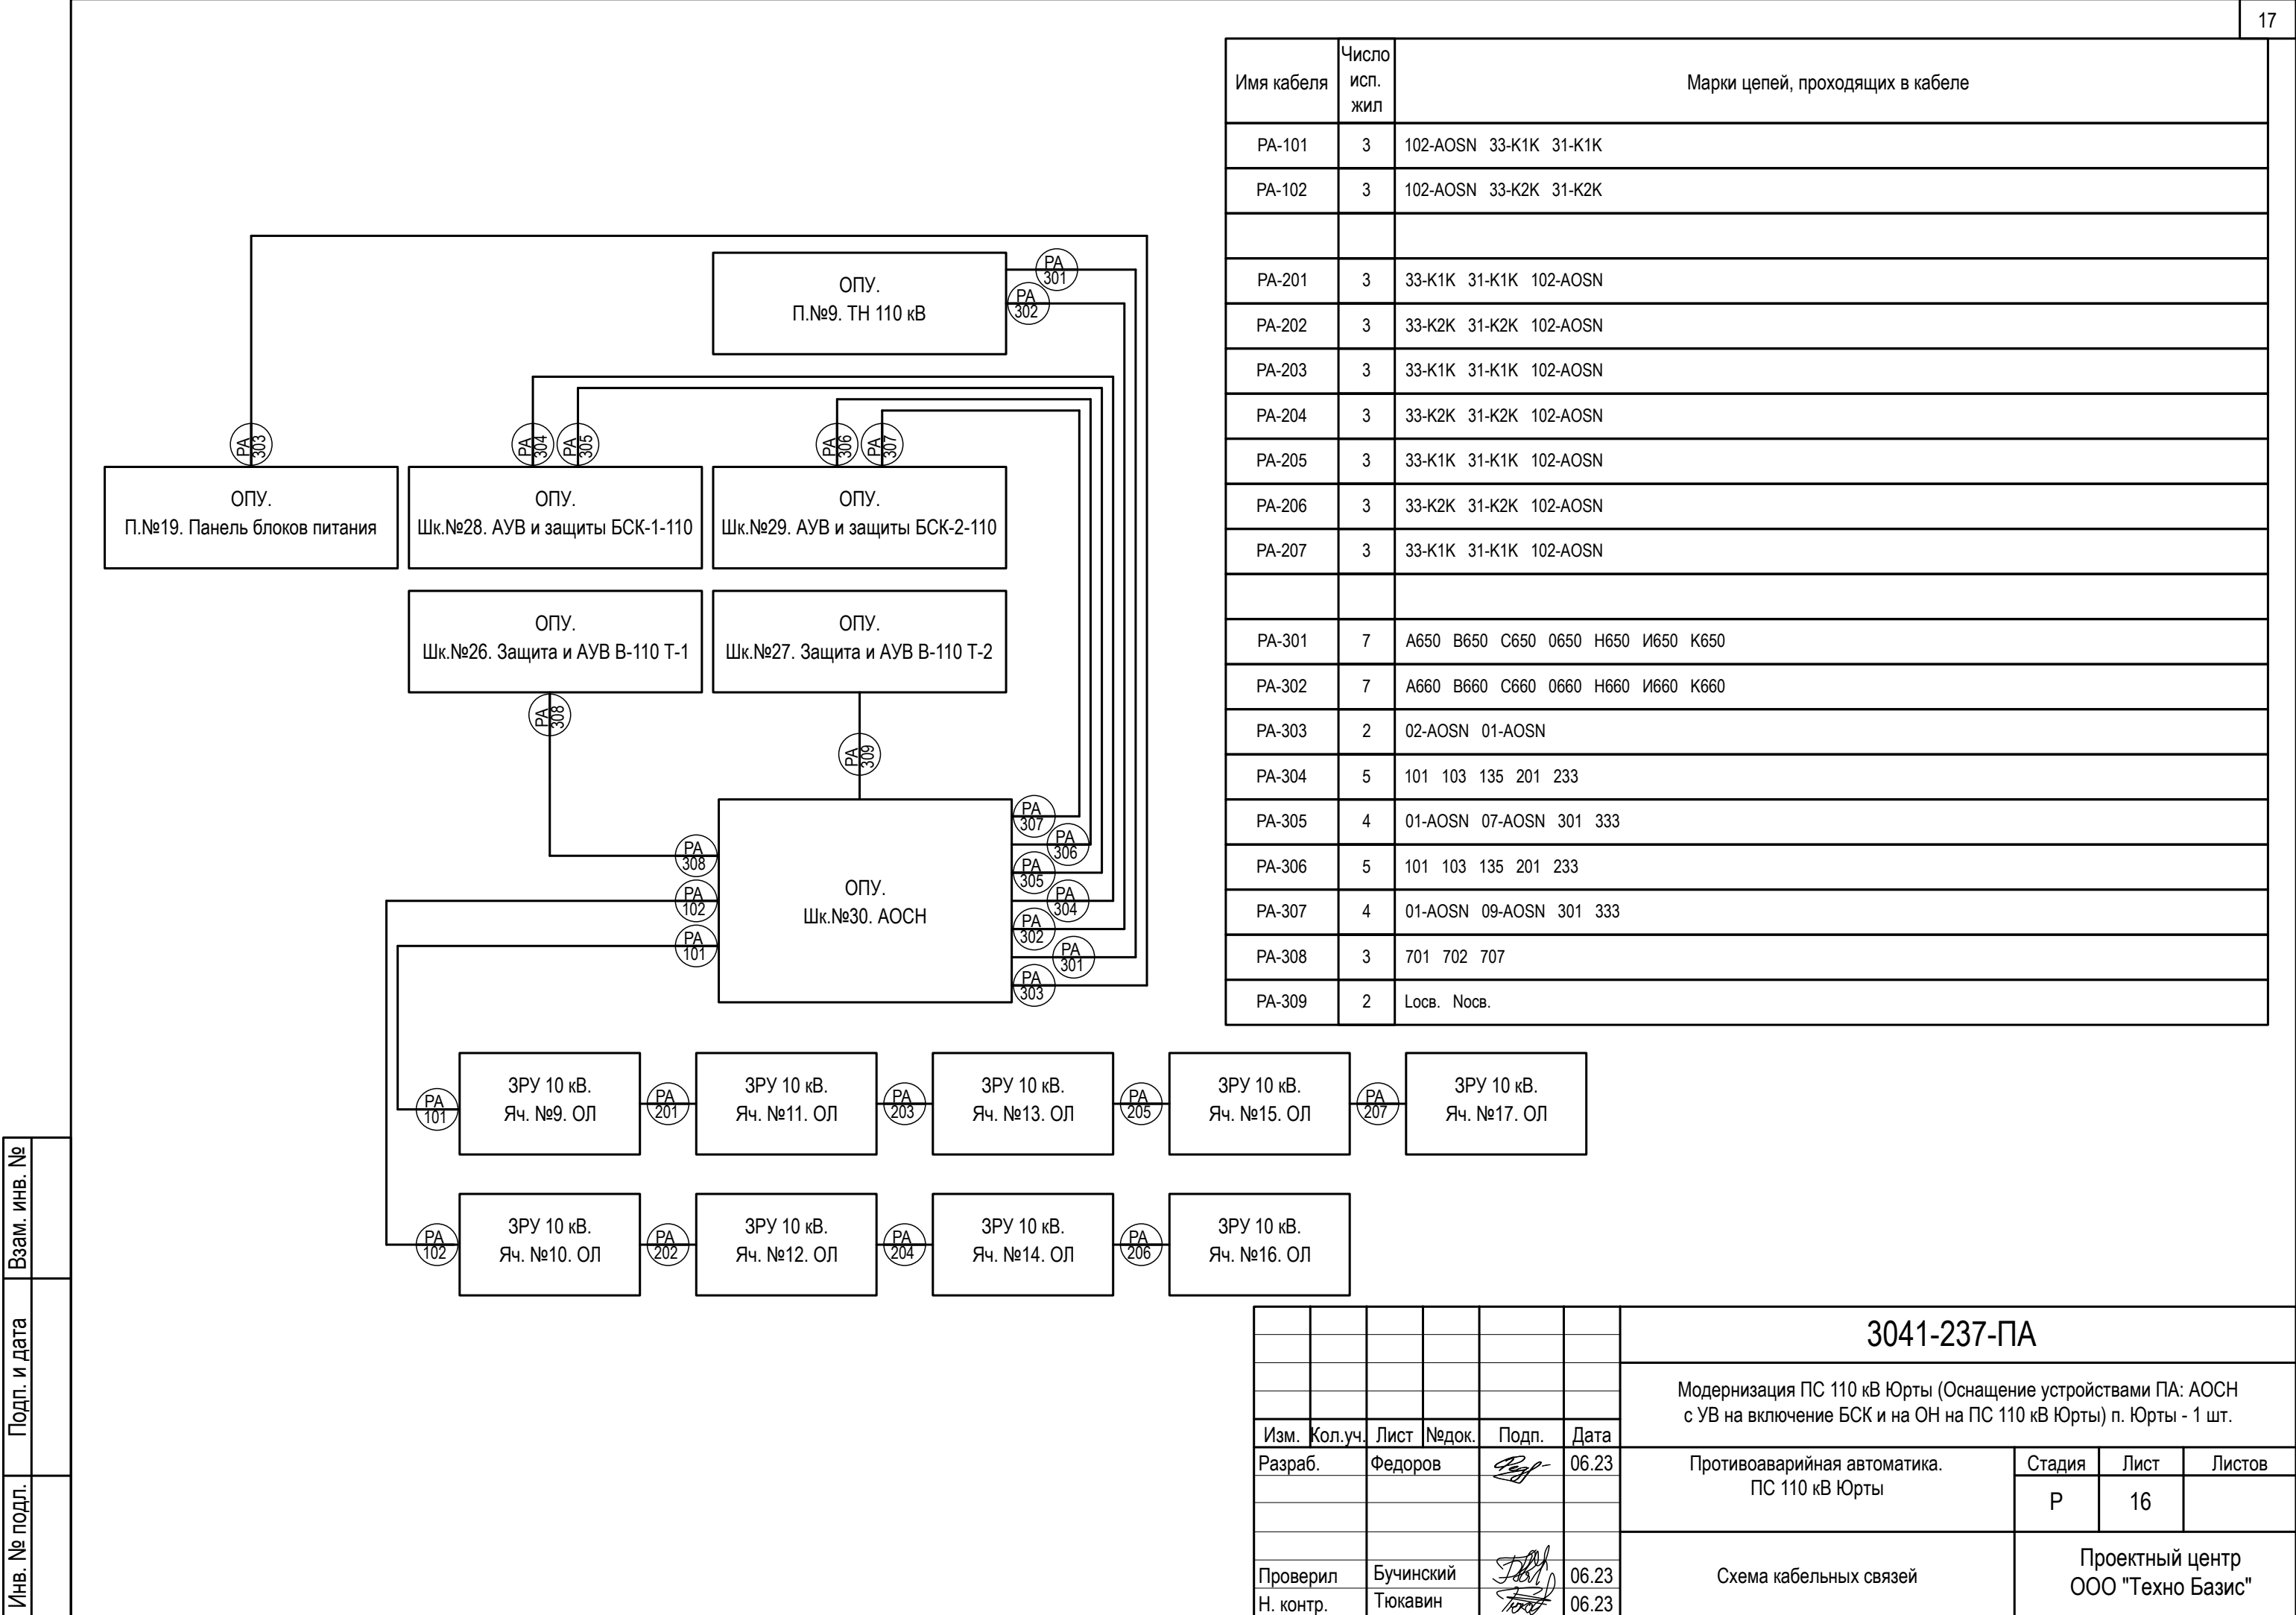 17
Имя кабеля
Число
исп.
жил
Марки цепей, проходящих в кабеле
PA-101 3 102-AOSN 33-K1K 31-K1K
PA-102 3 102-AOSN 33-K2K 31-K2K
PA-201 3 33-K1K 31-K1K 102-AOSN
PA-202 3 33-K2K 31-K2K 102-AOSN
PA-203 3 33-K1K 31-K1K 102-AOSN
PA-204 3 33-K2K 31-K2K 102-AOSN
PA-205 3 33-K1K 31-K1K 102-AOSN
PA-206 3 33-K2K 31-K2K 102-AOSN
PA-207 3 33-K1K 31-K1K 102-AOSN
PA-301 7 A650 B650 C650 0650 H650 И650 K650
PA-302 7 A660 B660 C660 0660 H660 И660 K660
PA-303 2 02-AOSN 01-AOSN
PA-304 5 101 103 135 201 233
PA-305 4 01-AOSN 07-AOSN 301 333
PA-306 5 101 103 135 201 233
PA-307 4 01-AOSN 09-AOSN 301 333
PA-308 3 701 702 707
PA-309 2 Lосв. Nосв.
ОПУ.
П.№9. ТН 110 кВ
PA
301
PA
302
PA
303
PA
304
PA
305
PA
306
PA
307
ОПУ.
П.№19. Панель блоков питания
ОПУ.
Шк.№28. АУВ и защиты БСК-1-110
ОПУ.
Шк.№29. АУВ и защиты БСК-2-110
ОПУ.
Шк.№26. Защита и АУВ В-110 Т-1
ОПУ.
Шк.№27. Защита и АУВ В-110 Т-2
PA
308
PA
309
PA
308
PA
102
PA
101
ОПУ.
Шк.№30. АОСН
PA
307
PA
306
PA
305
PA
304
PA
302
PA
301
PA
303
PA
101
ЗРУ 10 кВ.
Яч. №9. ОЛ
PA
201
ЗРУ 10 кВ.
Яч. №11. ОЛ
PA
203
ЗРУ 10 кВ.
Яч. №13. ОЛ
PA
205
ЗРУ 10 кВ.
Яч. №15. ОЛ
PA
207
ЗРУ 10 кВ.
Яч. №17. ОЛ
PA
102
ЗРУ 10 кВ.
Яч. №10. ОЛ
PA
202
ЗРУ 10 кВ.
Яч. №12. ОЛ
PA
204
ЗРУ 10 кВ.
Яч. №14. ОЛ
PA
206
ЗРУ 10 кВ.
Яч. №16. ОЛ
Взам. инв. №
Подп. и дата
Инв. № подл.
3041-237-ПА
Модернизация ПС 110 кВ Юрты (Оснащение устройствами ПА: АОСН
с УВ на включение БСК и на ОН на ПС 110 кВ Юрты) п. Юрты - 1 шт.
Изм. Кол.уч. Лист №док. Подп. Дата
Разраб. Федоров 06.23
Проверил Бучинский 06.23
Н. контр. Тюкавин 06.23
Противоаварийная автоматика.
ПС 110 кВ Юрты
Стадия Лист Листов
Р 16
Схема кабельных связей
Проектный центр
ООО "Техно Базис"